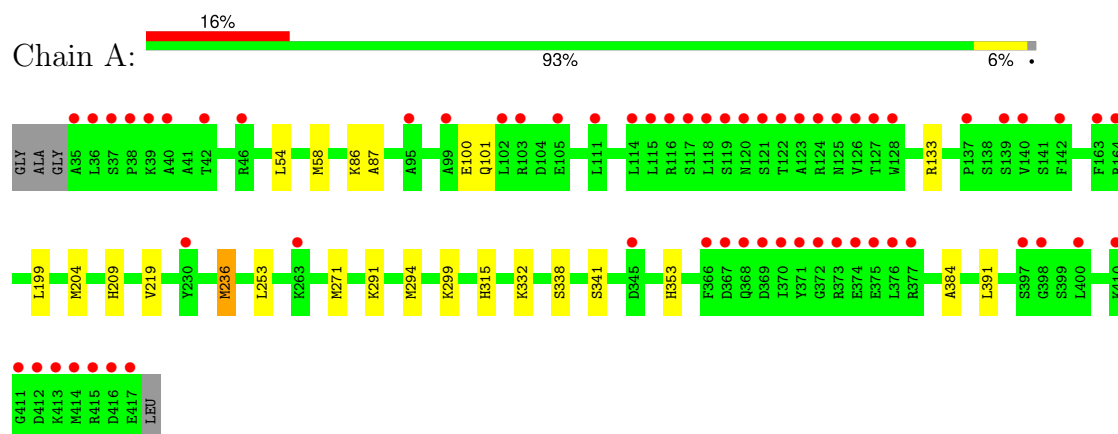 16%
Chain A:
93% 6% •
GLY ALA GLY A35 L36 S37 P38 K39 A40 A41 T42 R46 L54 M58 K86 A87 A95 A99 E100 Q101 L102 R103 D104 E105 L111 L114 L115 R116 S117 L118 S119 N120 S121 T122 A123 R124 N125 V126 T127 W128 R133 P137 S138 S139 V140 S141 F142 F163
L199 M204 H209 V219 Y230 M236 L253 K263 M271 K291 M294 K299 H315 K332 S338 S341 D345 H353 F366 D367 Q368 D369 I370 Y371 G372 R373 E374 E375 L376 R377 A384 L391 S397 G398 S399 L400
G411 D412 K413 M414 R415 D416 E417 LEU